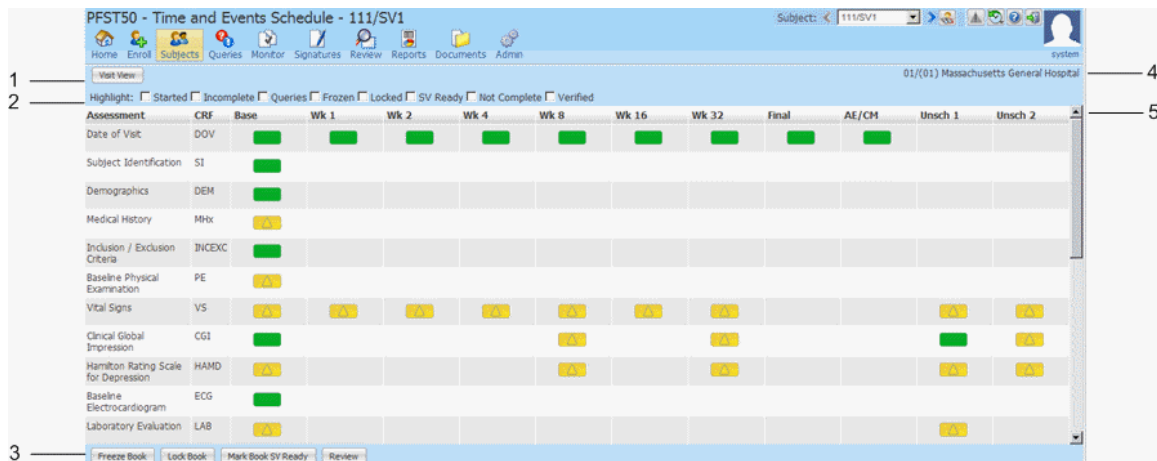 PFST50 - Time and Events Schedule - 111/SV1
Subject: 111/SV1
Home Enroll Subjects Queries Monitor Signatures Review Reports Documents Admin
system
1
Visit View
01/(01) Massachusetts General Hospital
4
2
Highlight: Started Incomplete Queries Frozen Locked SV Ready Not Complete Verified
Assessment CRF Base Wk 1 Wk 2 Wk 4 Wk 8 Wk 16 Wk 32 Final AE/CM Unsch 1 Unsch 2
5
Date of Visit DOV
Subject Identification SI
Demographics DEM
Medical History MHx
Inclusion / Exclusion INCEXC
Criteria
Baseline Physical PE
Examination
Vital Signs VS
Clinical Global CGI
Impression
Hamilton Rating Scale HAMD
for Depression
Baseline ECG
Electrocardiogram
Laboratory Evaluation LAB
3
Freeze Book Lock Book Mark Book SV Ready Review